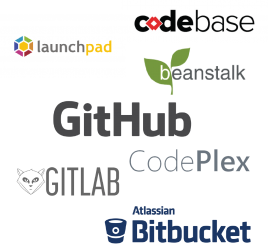 codebase
launchpad
beanstalk
GitHub
CodePlex
GITLAB
Atlassian
Bitbucket